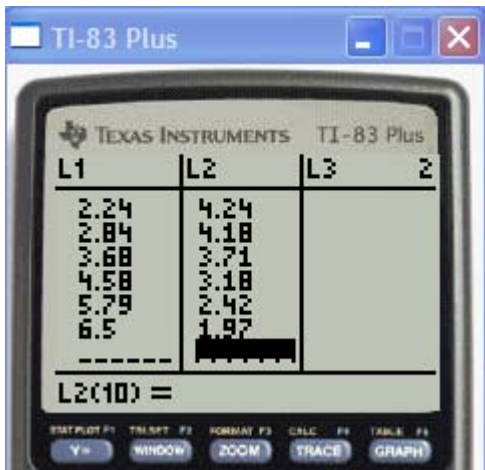 TI-83 Plus
TEXAS INSTRUMENTS TI-83 Plus
L1 L2 L3 2
2.24 4.24
2.84 4.18
3.68 3.71
4.58 3.18
5.79 2.42
6.5 1.97
------
L2(10) =
STAT PLOT F1 TBLSET F2 FORMAT F3 CALC F4 TABLE F5
Y= WINDOW ZOOM TRACE GRAPH